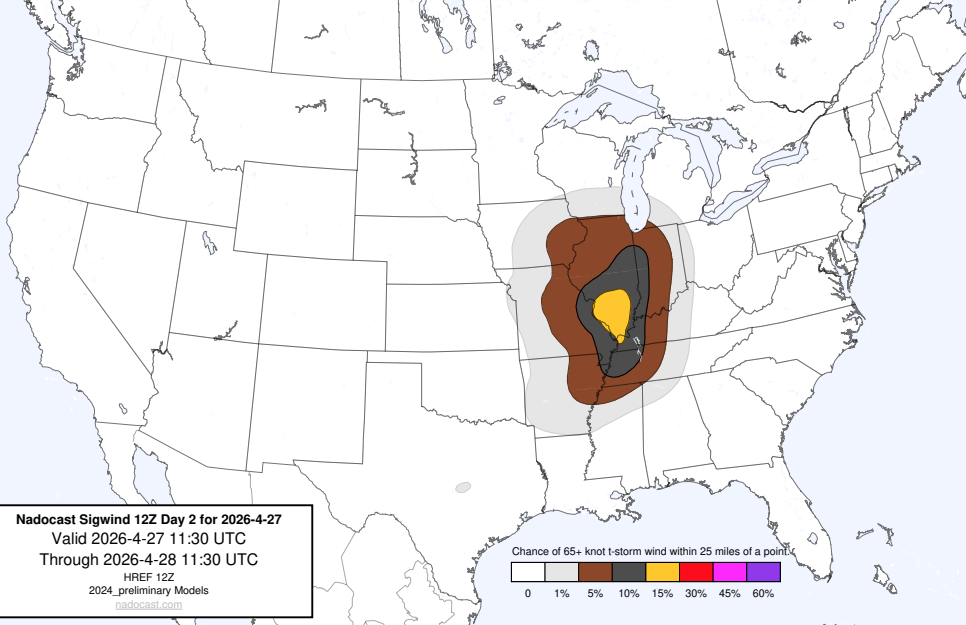 Nadocast Sigwind 12Z Day 2 for 2026-4-27
Valid 2026-4-27 11:30 UTC
Through 2026-4-28 11:30 UTC
HREF 12Z
2024_preliminary Models
nadocast.com
Chance of 65+ knot t-storm wind within 25 miles of a point.
0 1% 5% 10% 15% 30% 45% 60%